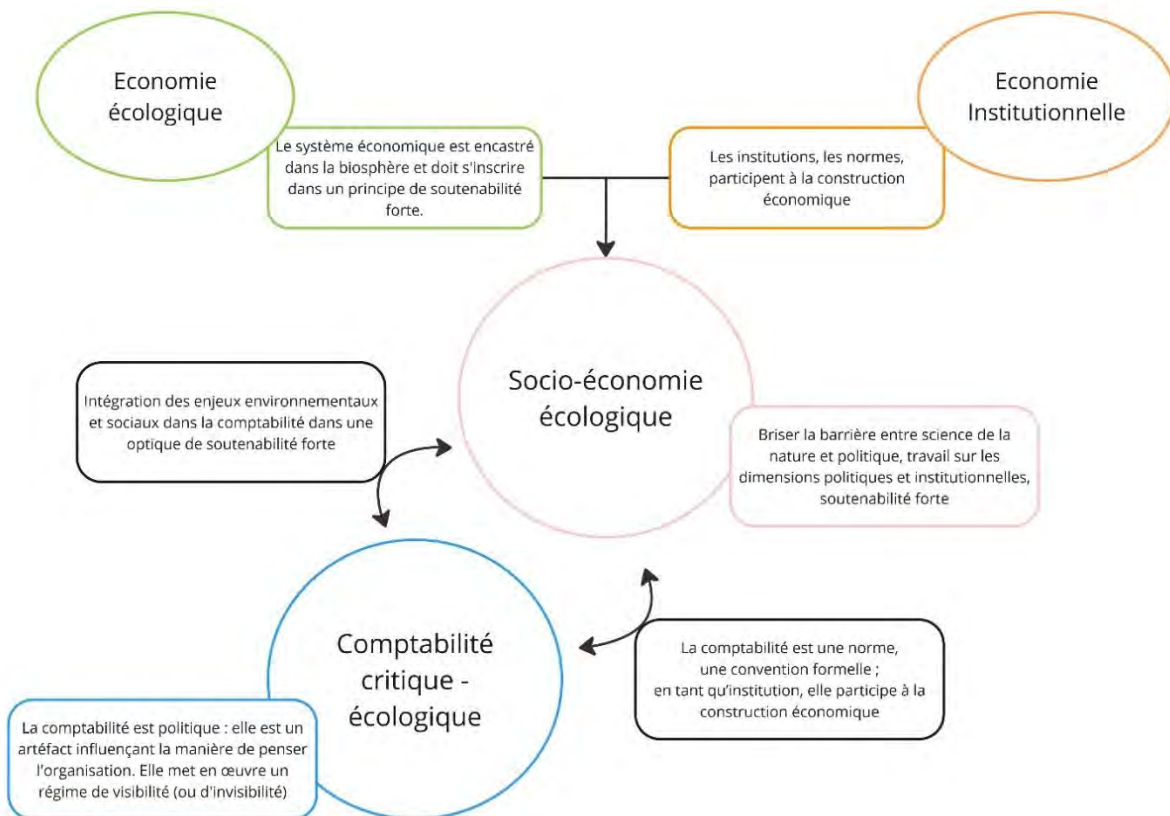 Economie
écologique
Economie
Institutionnelle
Le système économique est encastré
dans la biosphère et doit s'inscrire
dans un principe de soutenabilité
forte.
Les institutions, les normes,
participent à la construction
économique
Socio-économie
écologique
Intégration des enjeux environnementaux
et sociaux dans la comptabilité dans une
optique de soutenabilité forte
Briser la barrière entre science de la
nature et politique, travail sur les
dimensions politiques et institutionnelles,
soutenabilité forte
Comptabilité
critique -
écologique
La comptabilité est une norme,
une convention formelle ;
en tant qu'institution, elle participe à la
construction économique
La comptabilité est politique : elle est un
artéfact influençant la manière de penser
l'organisation. Elle met en œuvre un
régime de visibilité (ou d'invisibilité)